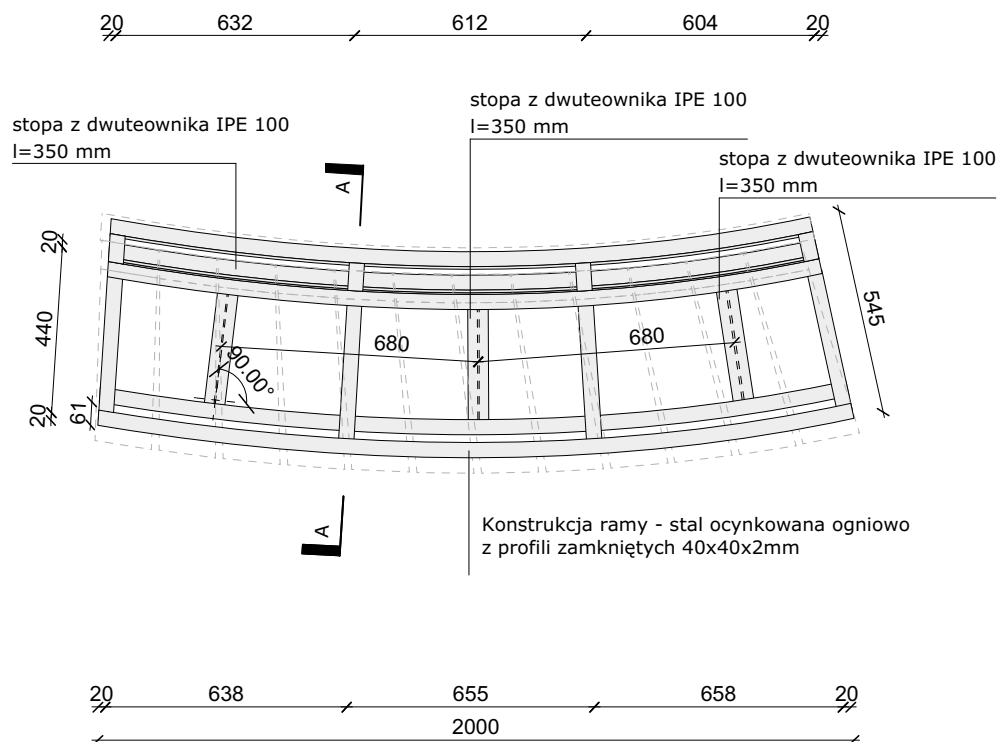 20 632 612 604 20
stopa z dwuteownika IPE 100
l=350 mm
stopa z dwuteownika IPE 100
l=350 mm
stopa z dwuteownika IPE 100
l=350 mm
A
20
440
20
61
680
680
90.00°
545
A
Konstrukcja ramy - stal ocynkowana ogniowo
z profili zamkniętych 40x40x2mm
20 638 655 658 20
2000